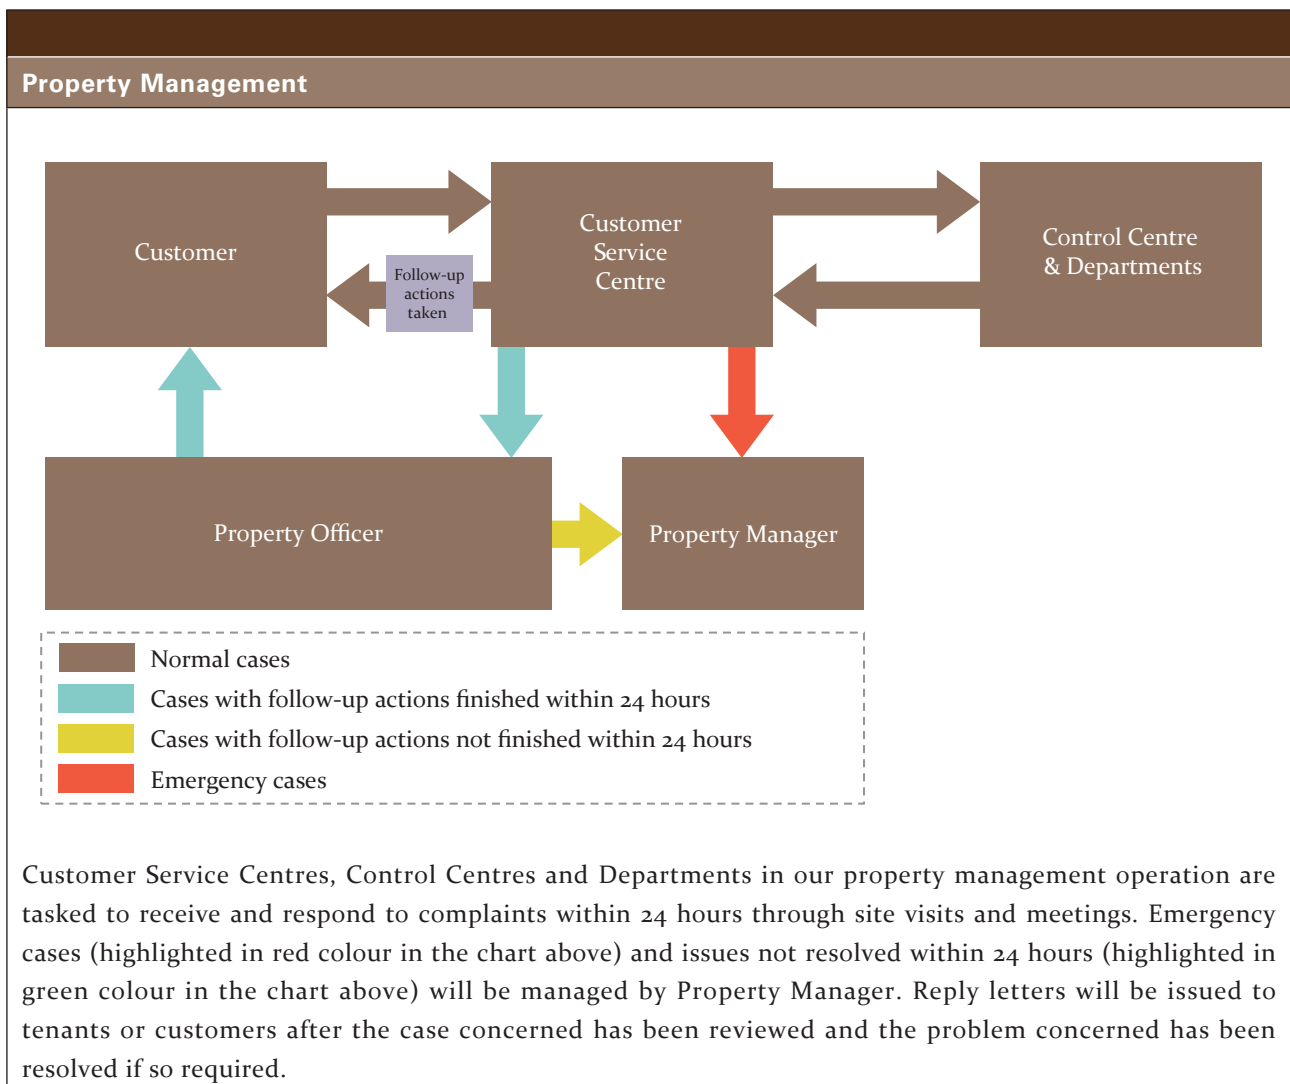 Property Management
Customer
Customer
Service
Centre
Control Centre
& Departments
Follow-up
actions
taken
Property Officer
Property Manager
Normal cases
Cases with follow-up actions finished within 24 hours
Cases with follow-up actions not finished within 24 hours
Emergency cases
Customer Service Centres, Control Centres and Departments in our property management operation are
tasked to receive and respond to complaints within 24 hours through site visits and meetings. Emergency
cases (highlighted in red colour in the chart above) and issues not resolved within 24 hours (highlighted in
green colour in the chart above) will be managed by Property Manager. Reply letters will be issued to
tenants or customers after the case concerned has been reviewed and the problem concerned has been
resolved if so required.